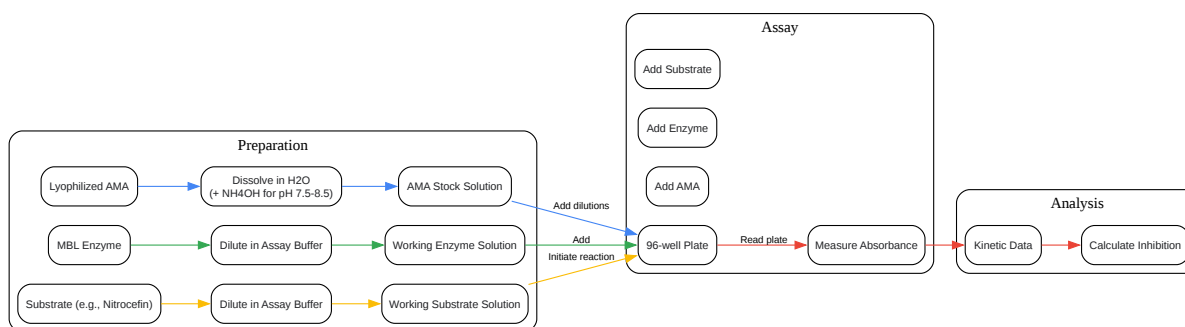 Assay
Add Substrate
Add Enzyme
Add AMA
Preparation
Lyophilized AMA
Dissolve in H2O
(+ NH4OH for pH 7.5-8.5)
AMA Stock Solution
Add dilutions
MBL Enzyme
Dilute in Assay Buffer
Working Enzyme Solution
Add
96-well Plate
Read plate
Measure Absorbance
Initiate reaction
Substrate (e.g., Nitrocefin)
Dilute in Assay Buffer
Working Substrate Solution
Analysis
Kinetic Data
Calculate Inhibition